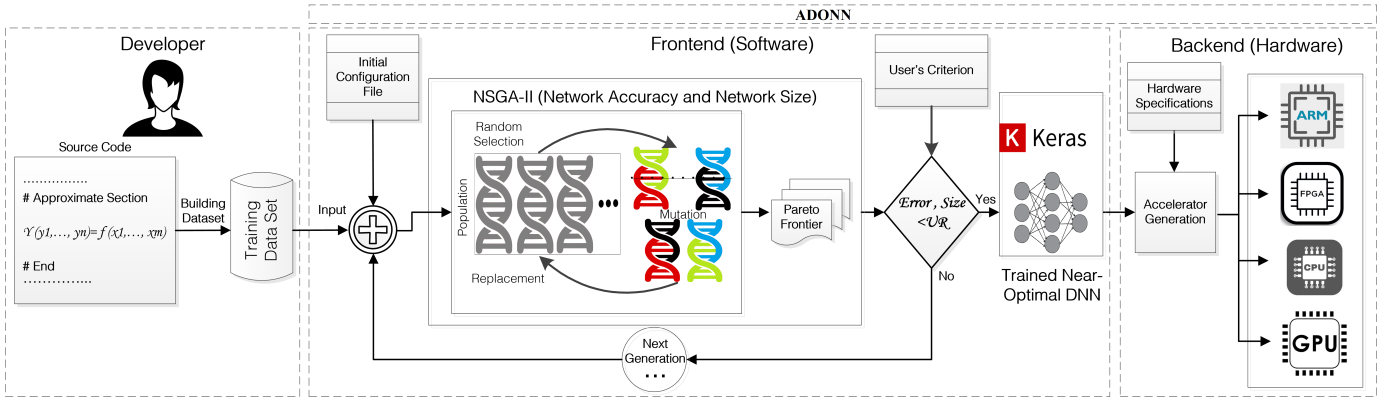 ADONN
Developer
Source Code
................
# Approximate Section
Y (y1,..., yn)= f (x1,..., xm)
# End
................
Building
Dataset
Training
Data Set
Frontend (Software)
Initial
Configuration
File
Input
NSGA-II (Network Accuracy and Network Size)
Random
Selection
Population
Mutation
Replacement
Pareto
Frontier
User's Criterion
Error , Size
<UR
Yes
No
Next
Generation
...
K Keras
Trained Near-
Optimal DNN
Backend (Hardware)
Hardware
Specifications
Accelerator
Generation
ARM
FPGA
CPU
GPU